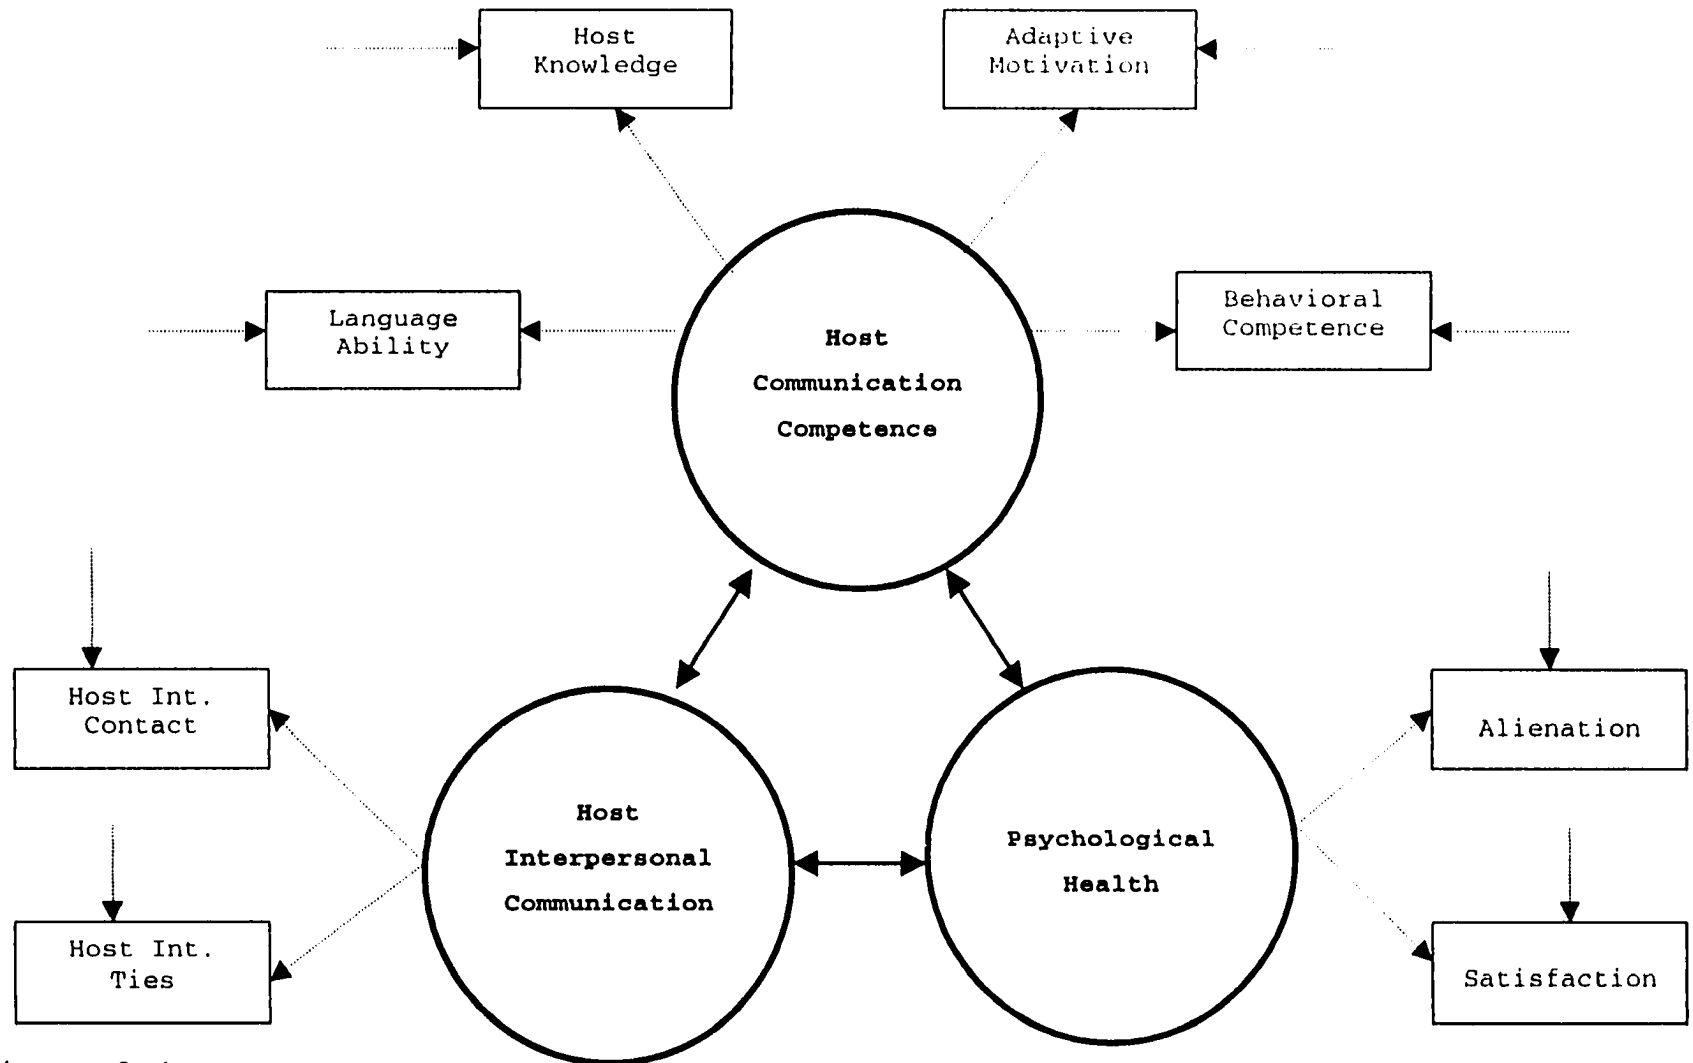 Host
Knowledge
Adaptive
Motivation
Language
Ability
Behavioral
Competence
Host
Communication
Competence
Host Int.
Contact
Alienation
Host
Interpersonal
Communication
Psychological
Health
Host Int.
Ties
Satisfaction